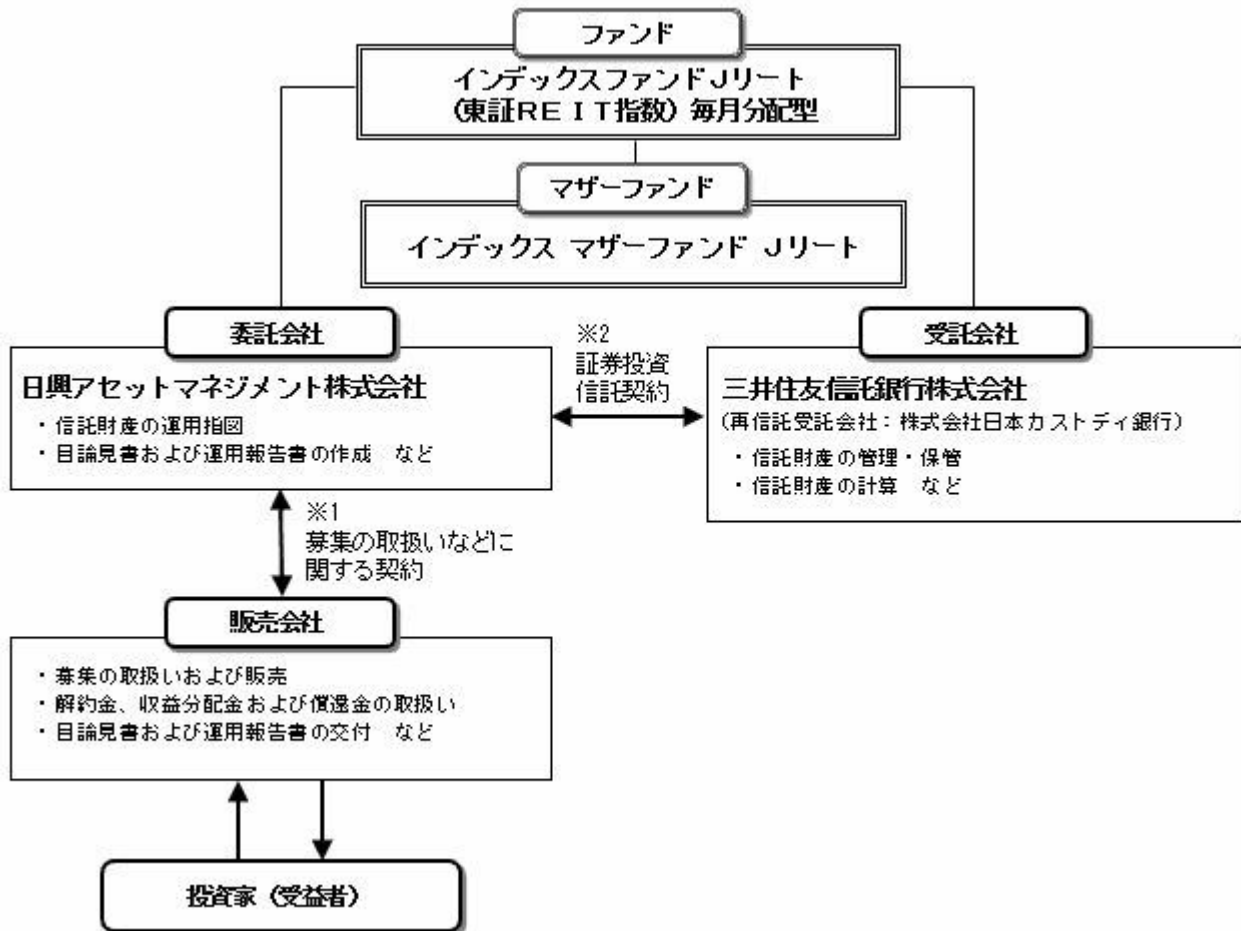 ファンド
インデックスファンドJリート
（東証REIT指数）毎月分配型
マザーファンド
インデックス マザーファンド Jリート
委託会社
日興アセットマネジメント株式会社
・信託財産の運用指図
・目論見書および運用報告書の作成　など
※2
証券投資
信託契約
受託会社
三井住友信託銀行株式会社
（再信託受託会社：株式会社日本カストディ銀行）
・信託財産の管理・保管
・信託財産の計算　など
※1
募集の取扱いなどに
関する契約
販売会社
・募集の取扱いおよび販売
・解約金、収益分配金および償還金の取扱い
・目論見書および運用報告書の交付　など
投資家（受益者）